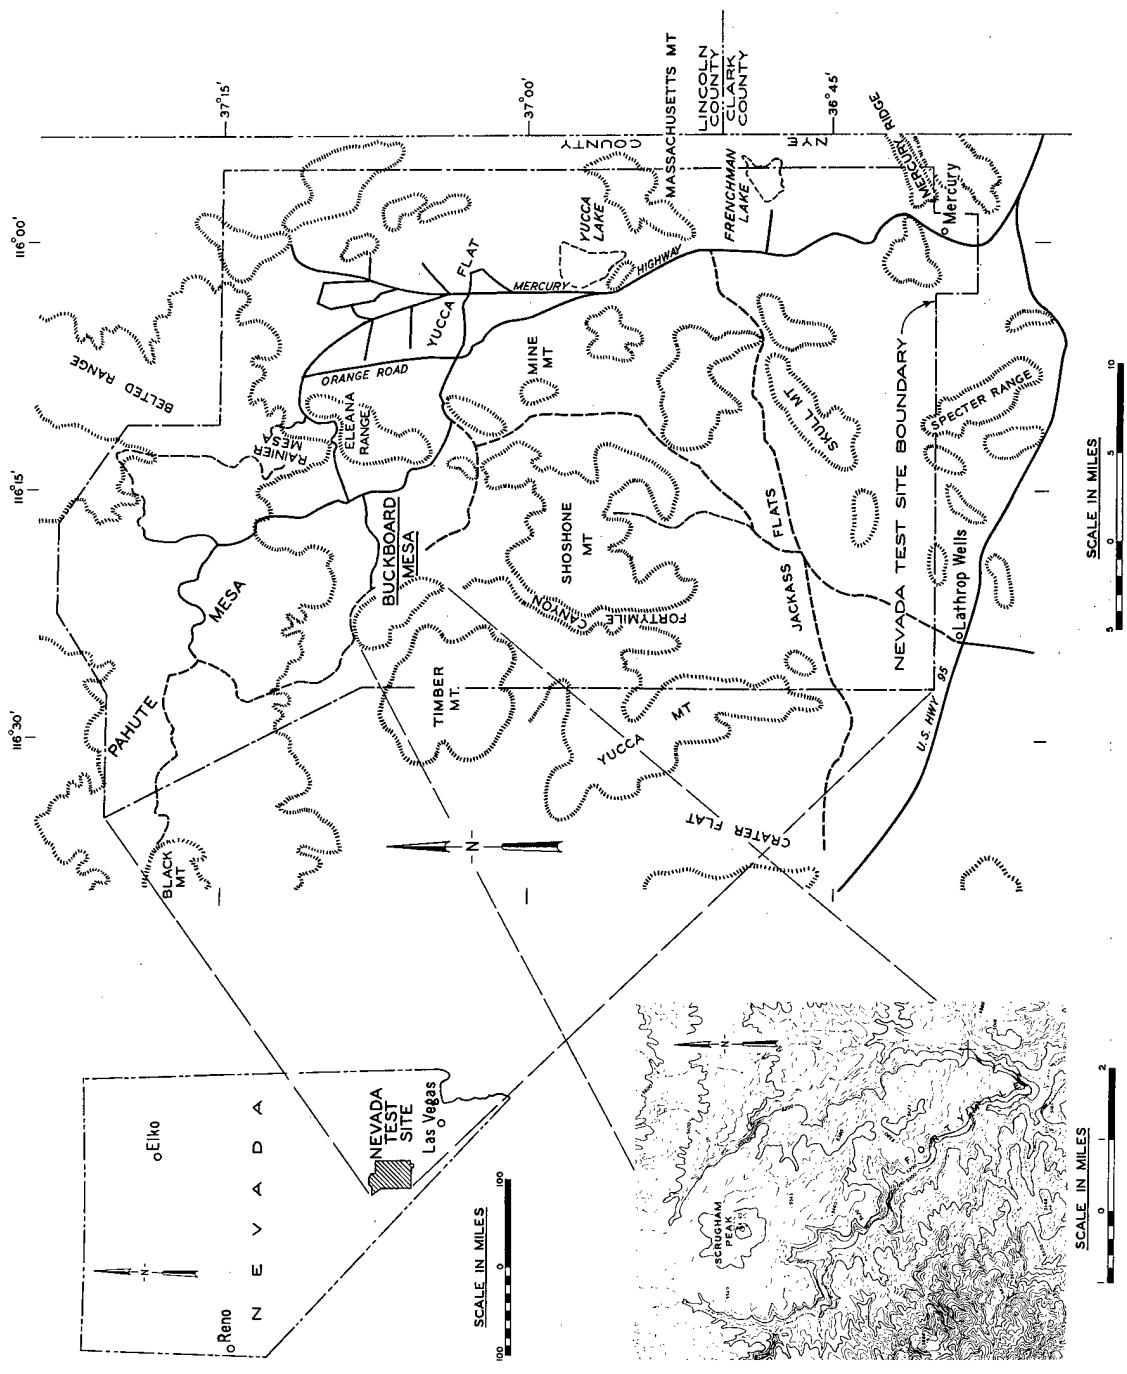 116°30'
116°15'
116°00'
37°15'
37°00'
36°45'
BELTED RANGE
PAHUTE
MESA
BLACK
MT
RAINIER
MESA
ELEANA
RANGE
ORANGE ROAD
YUCCA
FLAT
BUCKBOARD
MESA
TIMBER
MT.
MINE
MT
MERCURY
HIGHWAY
YUCCA
LAKE
COUNTY
NYE
MASSACHUSETTS MT
LINCOLN
COUNTY
CLARK
COUNTY
SHOSHONE
MT
FORTYMILE
CANYON
YUCCA
MT
CRATER FLAT
JACKASS
FLATS
SKULL MT
FRENCHMAN
LAKE
MERCURY RIDGE
Mercury
NEVADA TEST SITE BOUNDARY
SPECTER RANGE
Lathrop Wells
U.S. HWY 95
-N-
SCALE IN MILES
5 0 5 10
-N-
Elko
Reno
NEVADA
NEVADA
TEST
SITE
Las Vegas
SCALE IN MILES
100 0 100
-N-
SCRUGHAM
PEAK
SCALE IN MILES
1 0 1 2